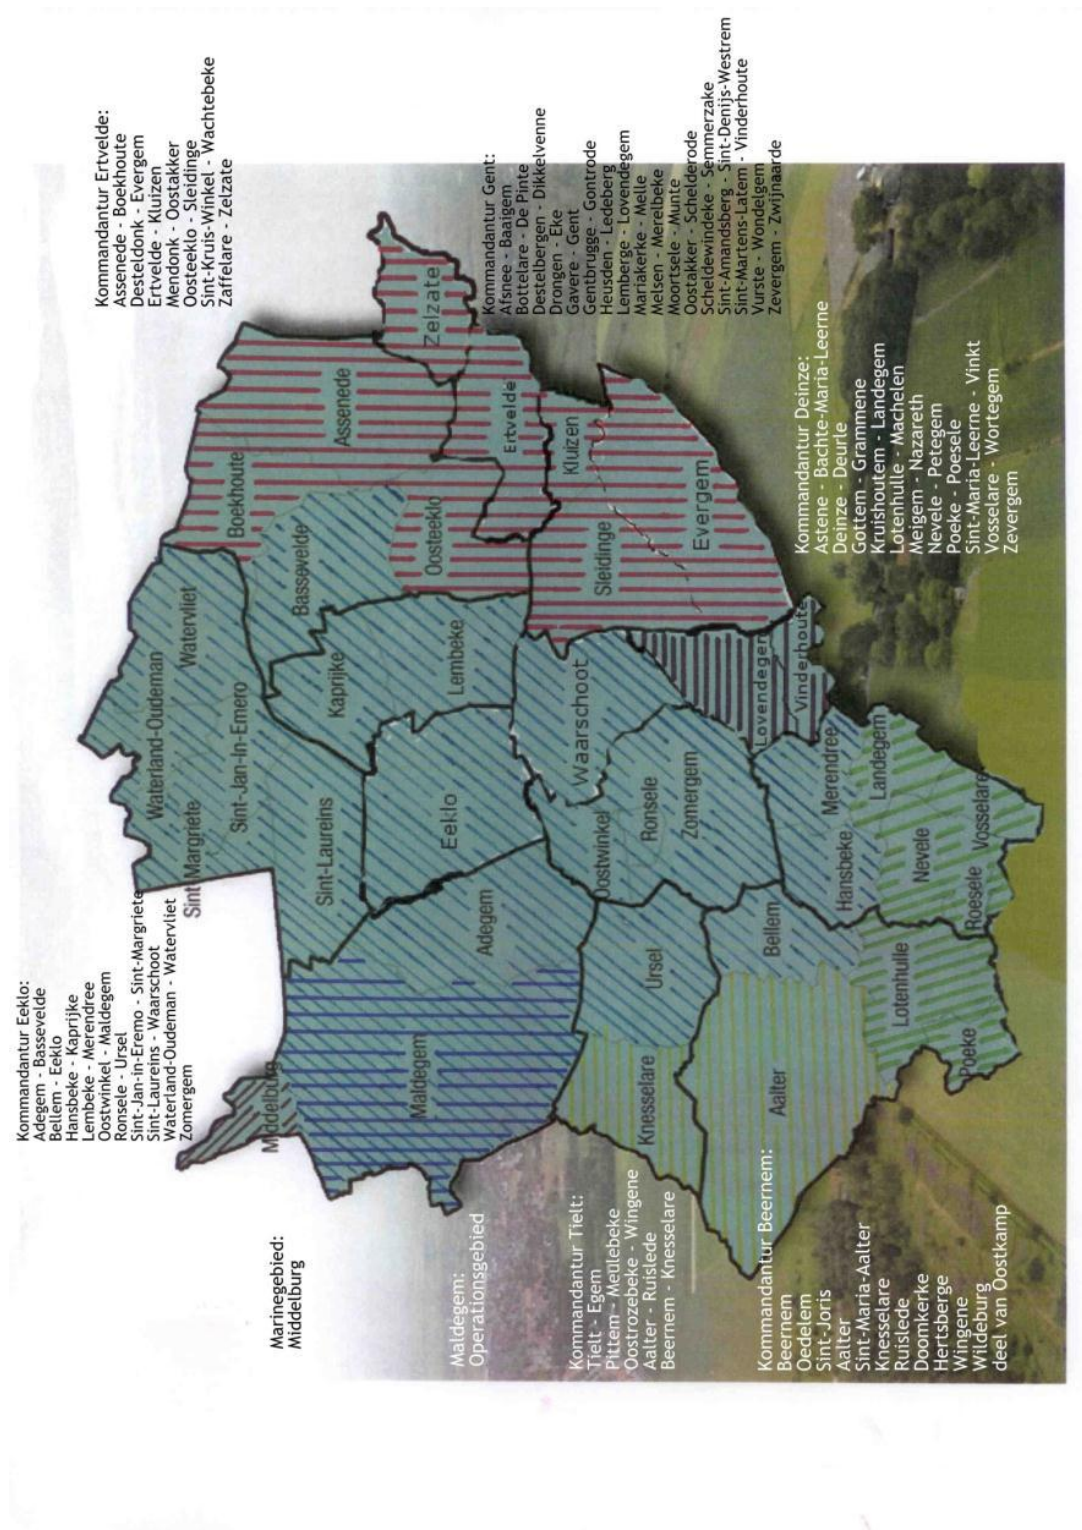 Kommandantur Eeklo:
Adegem - Bassevelde
Bellem - Eeklo
Hansbeke - Kaprijke
Lembeke - Merendree
Oostwinkel - Maldegem
Ronsele - Ursel
Sint-Jan-in-Eremo - Sint-Margriete
Sint-Laureins - Waarschoot
Waterland-Oudeman - Watervliet
Zomergem
Kommandantur Ertvelde:
Assenede - Boekhoute
Desteldonk - Evergem
Ertvelde - Kluizen
Mendonk - Oostakker
Oosteeklo - Sleidinge
Sint-Kruis-Winkel - Wachtebeke
Zaffelare - Zelzate
Marinegebied:
Middelburg
Maldegem:
Operationsgebied
Kommandantur Tielt:
Tielt - Egem
Pittem - Meulebeke
Oostrozebeke - Wingene
Aalter - Ruislede
Beernem - Knesselare
Kommandantur Beernem:
Beernem
Oedelem
Sint-Joris
Aalter
Sint-Maria-Aalter
Knesselare
Ruislede
Doomkerke
Hertsberge
Wingene
Wildeburg
deel van Oostkamp
Kommandantur Gent:
Afsnee - Baaigem
Bottelare - De Pinte
Destelbergen - Dikkelvenne
Drongen - Eke
Gavere - Gent
Gentbrugge - Gontrode
Heusden - Ledeberg
Lemberge - Lovendegem
Mariakerke - Melle
Melsen - Merelbeke
Moortsele - Munte
Oostakker - Schelderode
Scheldewindeke - Semmerzake
Sint-Amandsberg - Sint-Denijs-Westrem
Sint-Martens-Latem - Vinderhoute
Vurste - Wondelgem
Zevergem - Zwijnaarde
Kommandantur Deinze:
Astene - Bachte-Maria-Leerne
Deinze - Deurle
Gottem - Grammene
Kruishoutem - Landegem
Lotenhulle - Machelen
Meigem - Nazareth
Nevele - Petegem
Poeke - Poesele
Sint-Maria-Leerne - Vinkt
Vosselare - Wortegem
Zevergem
Waterland-Oudeman
Watervliet
Sint Margriete
Sint-Jan-In-Emero
Boekhoute
Middelburg
Sint-Laureins
Kaprijke
Bassevelde
Assenede
Maldegem
Adegem
Eeklo
Lembeke
Oosteeklo
Zelzate
Ertvelde
Kluizen
Waarschoot
Sleidinge
Evergem
Knesselare
Ursel
Oostwinkel
Ronsele
Zomergem
Lovendegem
Vinderhoute
Aalter
Bellem
Hansbeke
Merendree
Landegem
Lotenhulle
Nevele
Poeke
Roesele
Vosselare